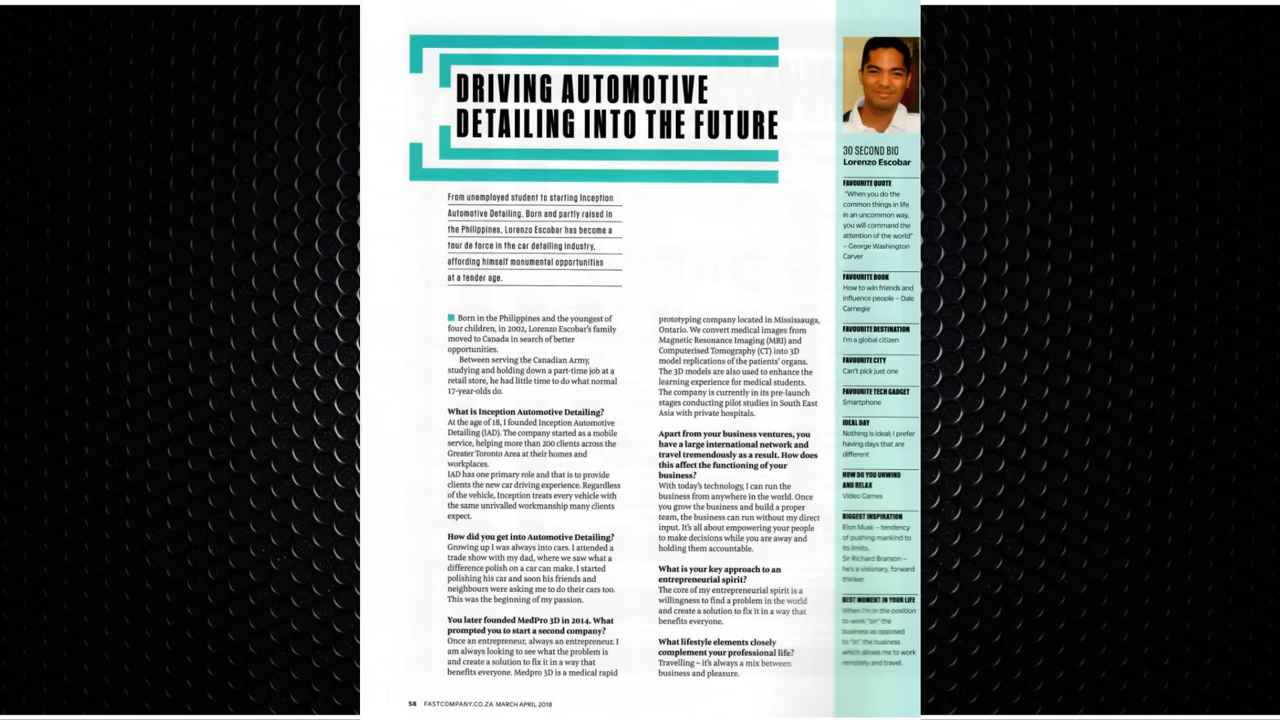 DRIVING AUTOMOTIVE
DETAILING INTO THE FUTURE
From unemployed student to starting Inception
Automotive Detailing. Born and partly raised in
the Philippines, Lorenzo Escobar has become a
tour de force in the car detailing industry,
affording himself monumental opportunities
at a tender age.
Born in the Philippines and the youngest of
four children, in 2002, Lorenzo Escobar's family
moved to Canada in search of better
opportunities.
Between serving the Canadian Army,
studying and holding down a part-time job at a
retail store, he had little time to do what normal
17-year-olds do.
What is Inception Automotive Detailing?
At the age of 18, I founded Inception Automotive
Detailing (IAD). The company started as a mobile
service, helping more than 200 clients across the
Greater Toronto Area at their homes and
workplaces.
IAD has one primary role and that is to provide
clients the new car driving experience. Regardless
of the vehicle, Inception treats every vehicle with
the same unrivalled workmanship many clients
expect.
How did you get into Automotive Detailing?
Growing up I was always into cars. I attended a
trade show with my dad, where we saw what a
difference polish on a car can make. I started
polishing his car and soon his friends and
neighbours were asking me to do their cars too.
This was the beginning of my passion.
You later founded MedPro 3D in 2014. What
prompted you to start a second company?
Once an entrepreneur, always an entrepreneur. I
am always looking to see what the problem is
and create a solution to fix it in a way that
benefits everyone. Medpro 3D is a medical rapid
prototyping company located in Mississauga,
Ontario. We convert medical images from
Magnetic Resonance Imaging (MRI) and
Computerised Tomography (CT) into 3D
model replications of the patients' organs.
The 3D models are also used to enhance the
learning experience for medical students.
The company is currently in its pre-launch
stages conducting pilot studies in South East
Asia with private hospitals.
Apart from your business ventures, you
have a large international network and
travel tremendously as a result. How does
this affect the functioning of your
business?
With today's technology, I can run the
business from anywhere in the world. Once
you grow the business and build a proper
team, the business can run without my direct
input. It's all about empowering your people
to make decisions while you are away and
holding them accountable.
What is your key approach to an
entrepreneurial spirit?
The core of my entrepreneurial spirit is a
willingness to find a problem in the world
and create a solution to fix it in a way that
benefits everyone.
What lifestyle elements closely
complement your professional life?
Travelling – it's always a mix between
business and pleasure.
30 SECOND BIO
Lorenzo Escobar
FAVOURITE QUOTE
"When you do the
common things in life
in an uncommon way,
you will command the
attention of the world"
– George Washington
Carver
FAVOURITE BOOK
How to win friends and
influence people – Dale
Carnegie
FAVOURITE DESTINATION
I'm a global citizen
FAVOURITE CITY
Can't pick just one
FAVOURITE TECH GADGET
Smartphone
IDEAL DAY
Nothing is ideal; I prefer
having days that are
different
HOW DO YOU UNWIND
AND RELAX
Video Games
BIGGEST INSPIRATION
Elon Musk – tendency
of pushing mankind to
its limits.
Sir Richard Branson –
he's a visionary, forward
thinker.
BEST MOMENT IN YOUR LIFE
When I'm in the position
to work "on" the
business as opposed
to "in" the business
which allows me to work
remotely and travel.
58 FASTCOMPANY.CO.ZA MARCH APRIL 2018